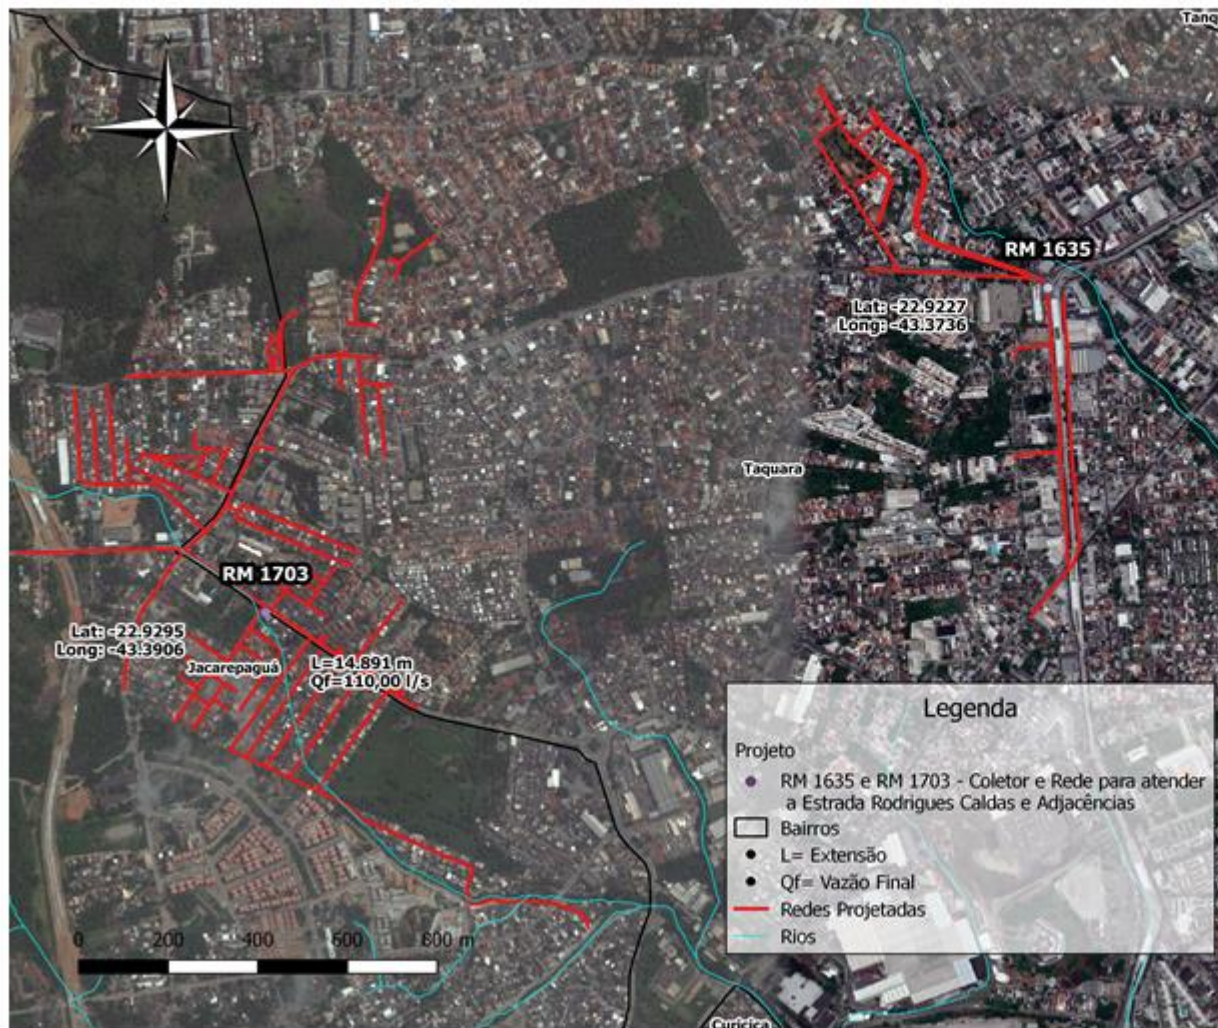 Tanq
RM 1635
Lat: -22.9227
Long: -43.3736
Taquara
RM 1703
Lat: -22.9295
Long: -43.3906
Jacarepaguá
L=14.891 m
Qf=110,00 l/s
Legenda
Projeto
RM 1635 e RM 1703 - Coletor e Rede para atender
a Estrada Rodrigues Caldas e Adjacências
Bairros
L= Extensão
Qf= Vazão Final
Redes Projetadas
Rios
0 200 400 600 800 m
Curicica